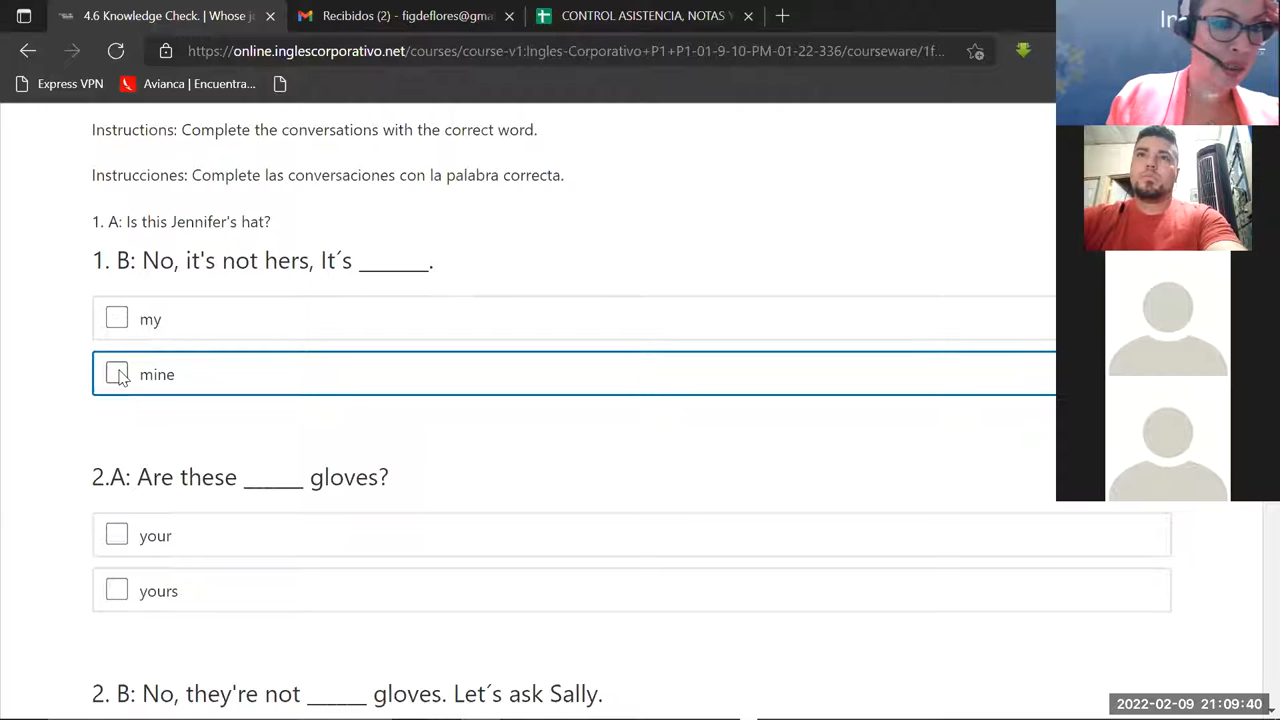 4.6 Knowledge Check. | Whose j
Recibidos (2) - figdeflores@gma
CONTROL ASISTENCIA, NOTAS Y
https://online.inglescorporativo.net/courses/course-v1:Ingles-Corporativo+P1+P1-01-9-10-PM-01-22-336/courseware/1f...
Express VPN
Avianca | Encuentra...
Instructions: Complete the conversations with the correct word.
Instrucciones: Complete las conversaciones con la palabra correcta.
1. A: Is this Jennifer's hat?
1. B: No, it's not hers, It´s ______.
my
mine
2.A: Are these _____ gloves?
your
yours
2. B: No, they're not _____ gloves. Let´s ask Sally.
2022-02-09 21:09:40